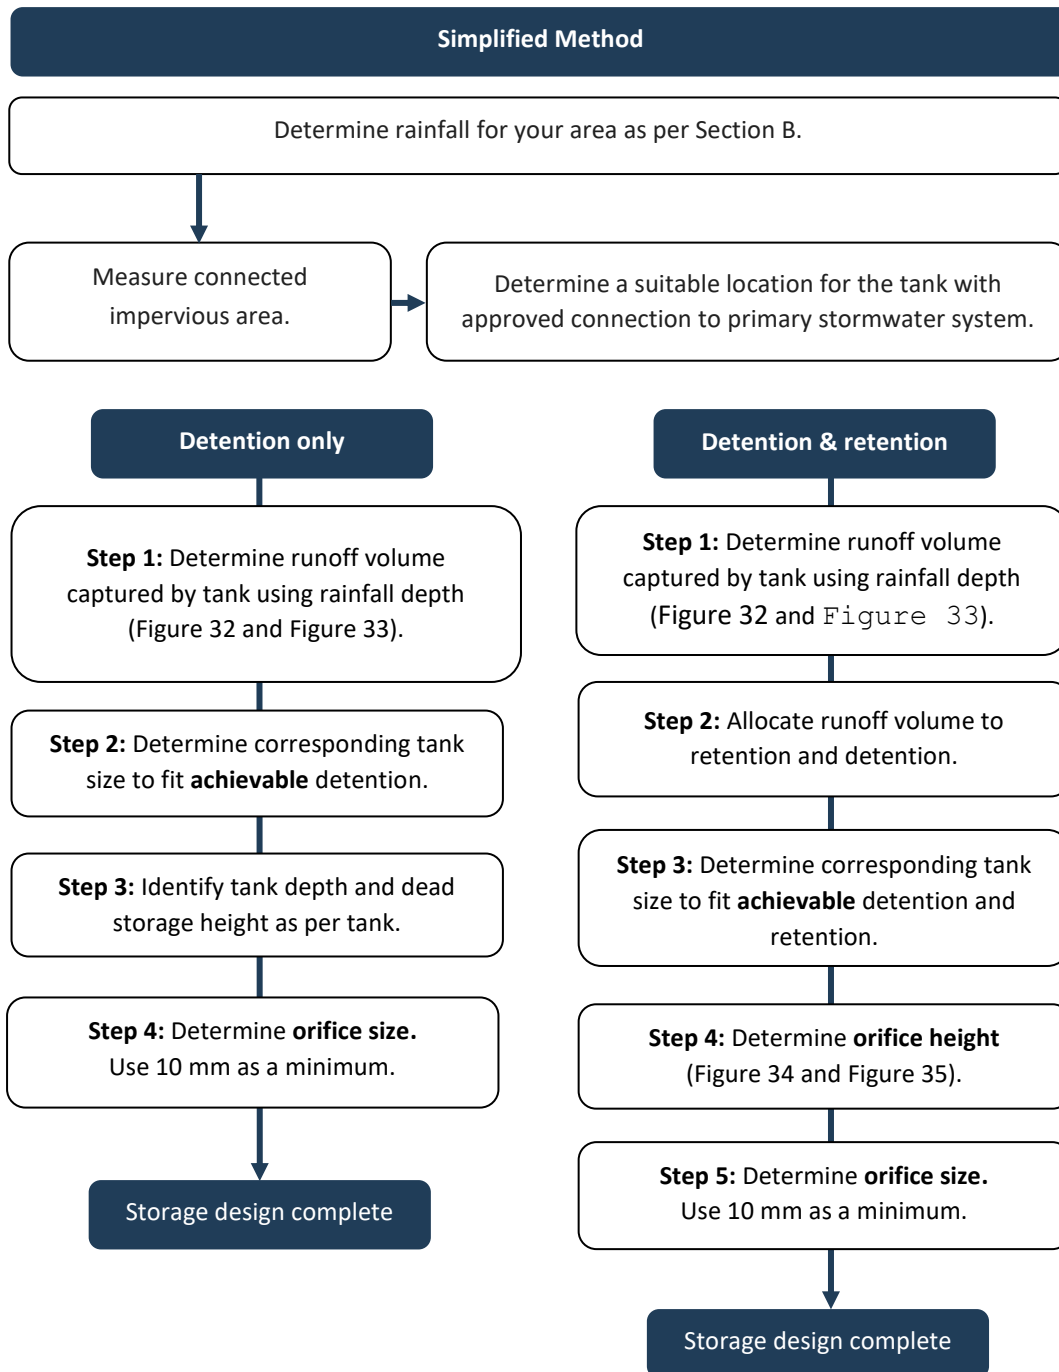 Simplified Method
Determine rainfall for your area as per Section B.
Measure connected
impervious area.
Determine a suitable location for the tank with
approved connection to primary stormwater system.
Detention only
Step 1: Determine runoff volume
captured by tank using rainfall depth
(Figure 32 and Figure 33).
Step 2: Determine corresponding tank
size to fit achievable detention.
Step 3: Identify tank depth and dead
storage height as per tank.
Step 4: Determine orifice size.
Use 10 mm as a minimum.
Storage design complete
Detention & retention
Step 1: Determine runoff volume
captured by tank using rainfall depth
(Figure 32 and Figure 33).
Step 2: Allocate runoff volume to
retention and detention.
Step 3: Determine corresponding tank
size to fit achievable detention and
retention.
Step 4: Determine orifice height
(Figure 34 and Figure 35).
Step 5: Determine orifice size.
Use 10 mm as a minimum.
Storage design complete